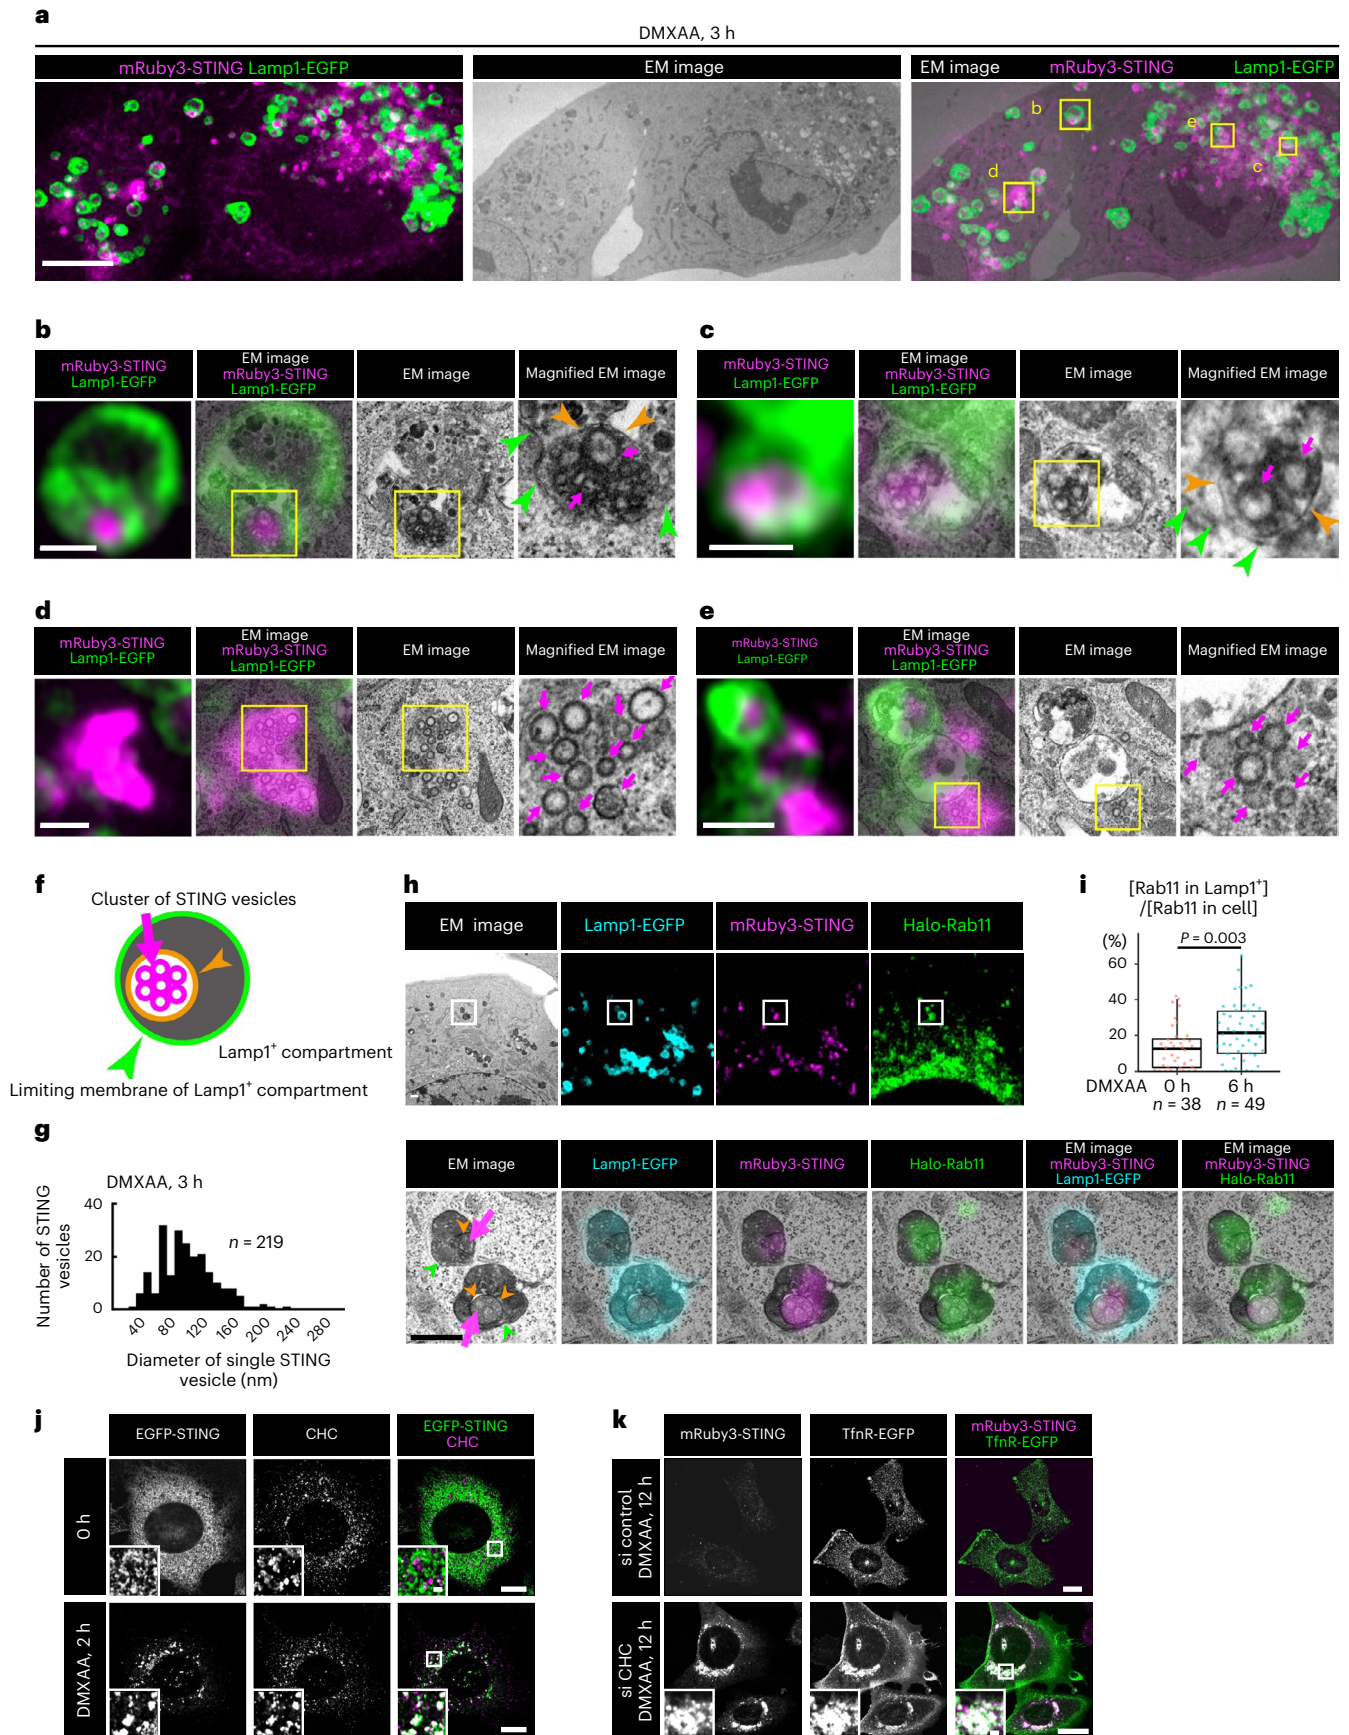 a
DMXAA, 3 h
mRuby3-STING Lamp1-EGFP
EM image
EM image mRuby3-STING Lamp1-EGFP
b
e
c
d
b
mRuby3-STING
Lamp1-EGFP
EM image
mRuby3-STING
Lamp1-EGFP
EM image
Magnified EM image
c
mRuby3-STING
Lamp1-EGFP
EM image
mRuby3-STING
Lamp1-EGFP
EM image
Magnified EM image
d
mRuby3-STING
Lamp1-EGFP
EM image
mRuby3-STING
Lamp1-EGFP
EM image
Magnified EM image
e
mRuby3-STING
Lamp1-EGFP
EM image
mRuby3-STING
Lamp1-EGFP
EM image
Magnified EM image
f
Cluster of STING vesicles
Lamp1⁺ compartment
Limiting membrane of Lamp1⁺ compartment
g
DMXAA, 3 h
Number of STING
vesicles
40
20
0
n = 219
40 80 120 160 200 240 280
Diameter of single STING
vesicle (nm)
h
EM image
Lamp1-EGFP
mRuby3-STING
Halo-Rab11
EM image
Lamp1-EGFP
mRuby3-STING
Halo-Rab11
EM image
mRuby3-STING
Lamp1-EGFP
EM image
mRuby3-STING
Halo-Rab11
i
[Rab11 in Lamp1⁺]
/[Rab11 in cell]
(%)
P = 0.003
60
40
20
0
DMXAA 0 h 6 h
n = 38 n = 49
j
EGFP-STING
CHC
EGFP-STING
CHC
0 h
DMXAA, 2 h
k
mRuby3-STING
TfnR-EGFP
mRuby3-STING
TfnR-EGFP
si control
DMXAA, 12 h
si CHC
DMXAA, 12 h